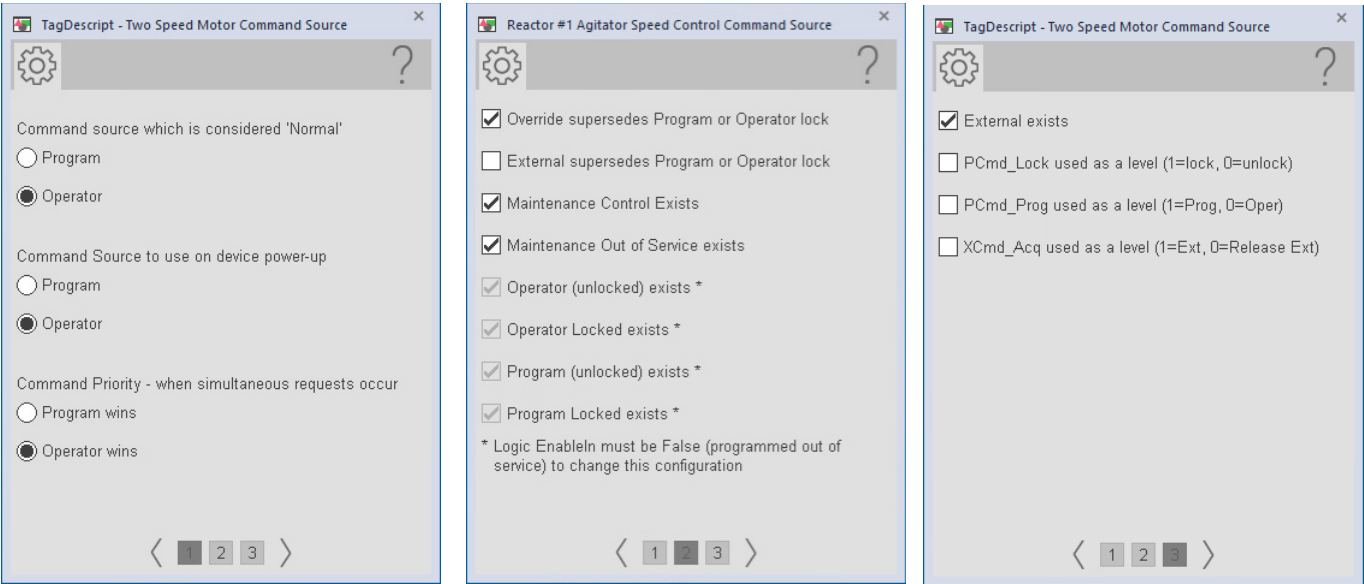 TagDescript - Two Speed Motor Command Source
?
Command source which is considered 'Normal'
Program
Operator
Command Source to use on device power-up
Program
Operator
Command Priority - when simultaneous requests occur
Program wins
Operator wins
1 2 3
Reactor #1 Agitator Speed Control Command Source
?
Override supersedes Program or Operator lock
External supersedes Program or Operator lock
Maintenance Control Exists
Maintenance Out of Service exists
Operator (unlocked) exists *
Operator Locked exists *
Program (unlocked) exists *
Program Locked exists *
* Logic EnableIn must be False (programmed out of
service) to change this configuration
1 2 3
TagDescript - Two Speed Motor Command Source
?
External exists
PCmd_Lock used as a level (1=lock, 0=unlock)
PCmd_Prog used as a level (1=Prog, 0=Oper)
XCmd_Acq used as a level (1=Ext, 0=Release Ext)
1 2 3